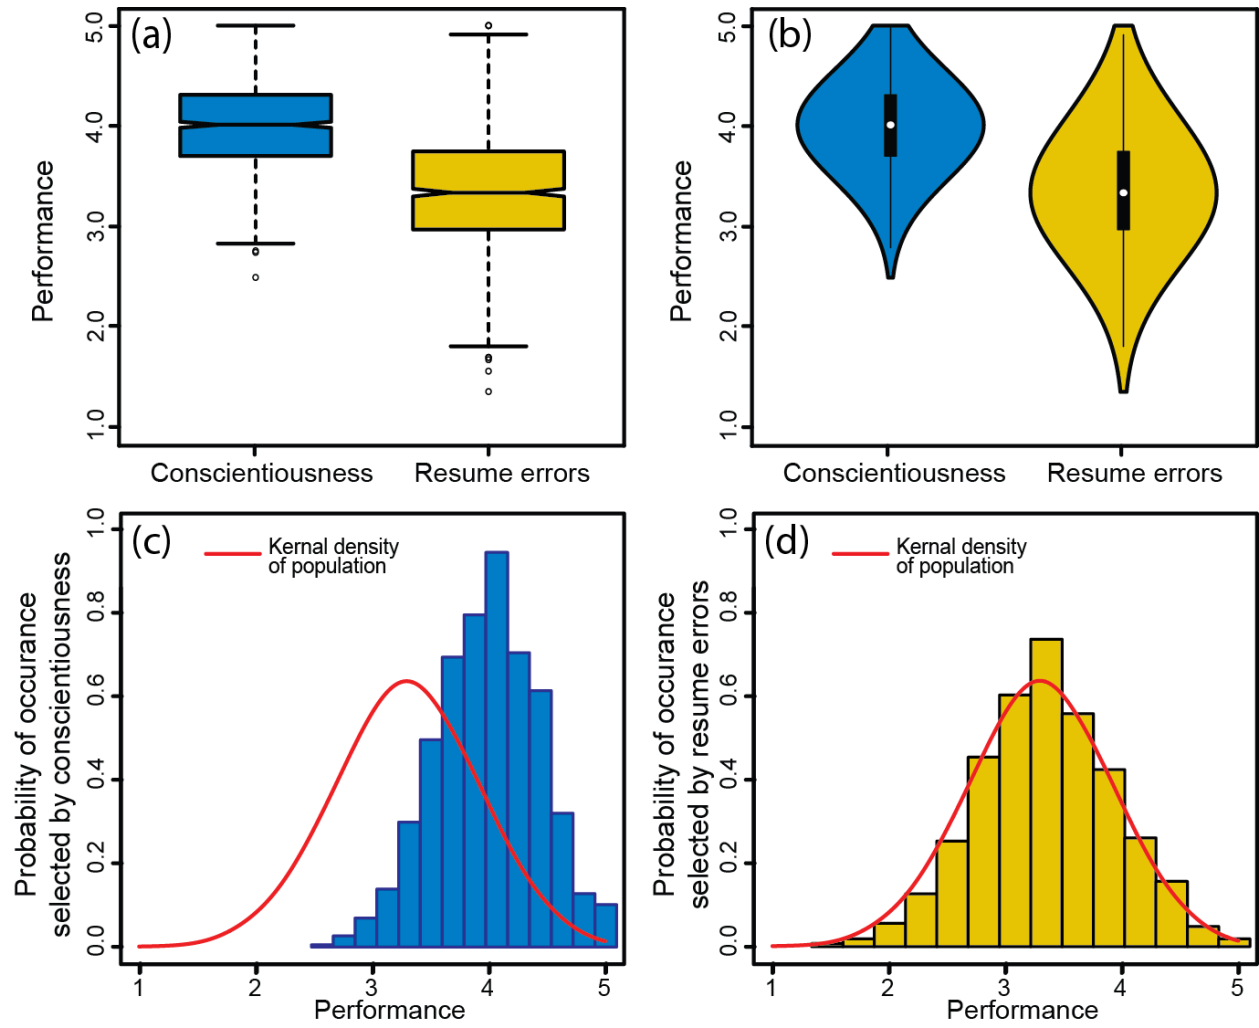 (a)
Performance
5.0
4.0
3.0
2.0
1.0
Conscientiousness
Resume errors
(b)
Performance
5.0
4.0
3.0
2.0
1.0
Conscientiousness
Resume errors
(c)
Kernal density
of population
Probability of occurance
selected by conscientiousness
1.0
0.8
0.6
0.4
0.2
0.0
1 2 3 4 5
Performance
(d)
Kernal density
of population
Probability of occurance
selected by resume errors
1.0
0.8
0.6
0.4
0.2
0.0
1 2 3 4 5
Performance